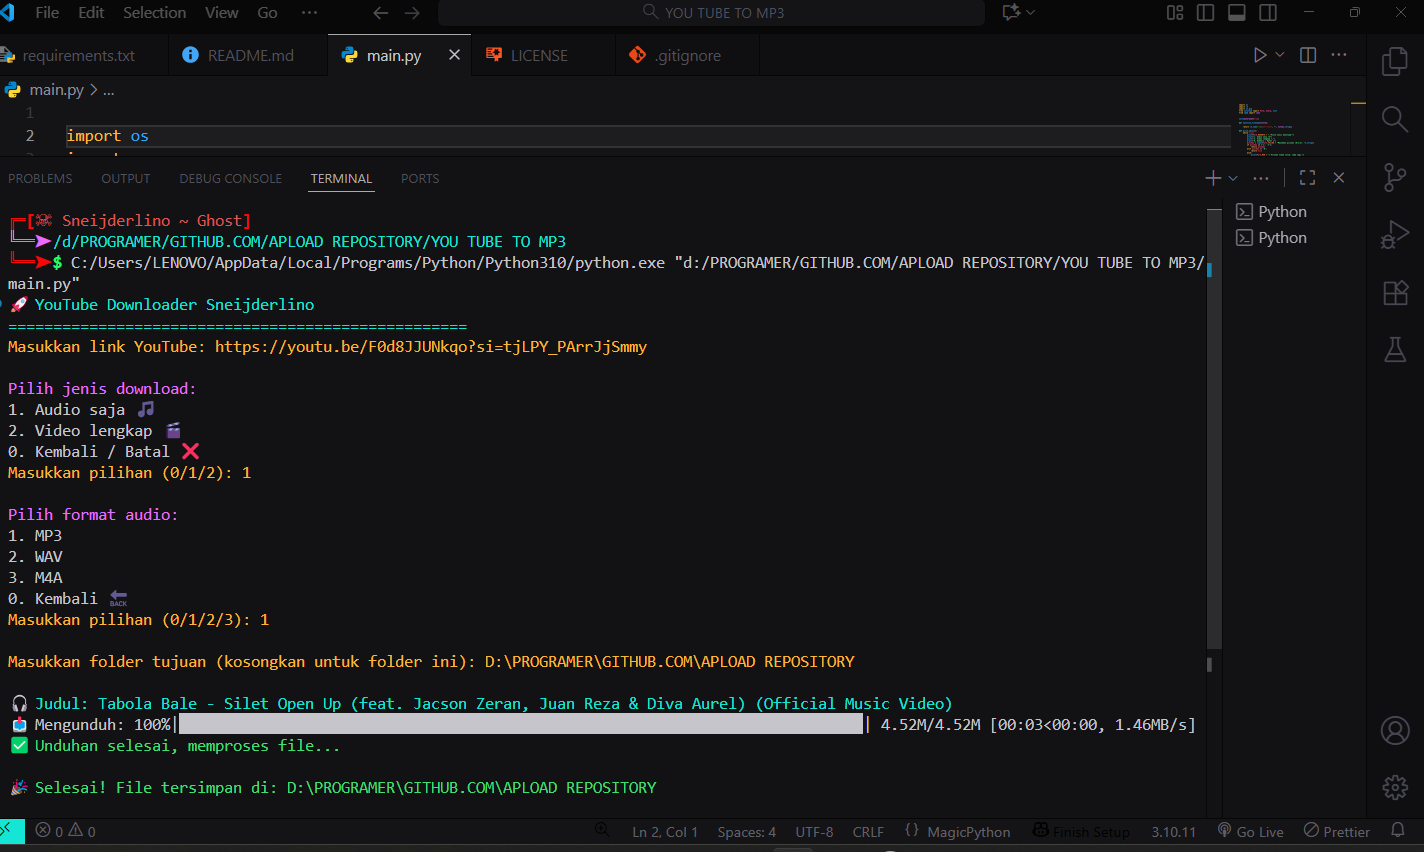 File Edit Selection View Go ··· YOU TUBE TO MP3
requirements.txt README.md main.py LICENSE .gitignore
main.py > ...
1
2 import os
PROBLEMS OUTPUT DEBUG CONSOLE TERMINAL PORTS
[☠ Sneijderlino ~ Ghost]
/d/PROGRAMER/GITHUB.COM/APLOAD REPOSITORY/YOU TUBE TO MP3
$ C:/Users/LENOVO/AppData/Local/Programs/Python/Python310/python.exe "d:/PROGRAMER/GITHUB.COM/APLOAD REPOSITORY/YOU TUBE TO MP3/
main.py"
🚀 YouTube Downloader Sneijderlino
===================================================
Masukkan link YouTube: https://youtu.be/F0d8JJUNkqo?si=tjLPY_PArrJjSmmy
Pilih jenis download:
1. Audio saja 🎵
2. Video lengkap 🎬
0. Kembali / Batal ❌
Masukkan pilihan (0/1/2): 1
Pilih format audio:
1. MP3
2. WAV
3. M4A
0. Kembali 🔙
Masukkan pilihan (0/1/2/3): 1
Masukkan folder tujuan (kosongkan untuk folder ini): D:\PROGRAMER\GITHUB.COM\APLOAD REPOSITORY
🎧 Judul: Tabola Bale - Silet Open Up (feat. Jacson Zeran, Juan Reza & Diva Aurel) (Official Music Video)
📥 Mengunduh: 100%| | 4.52M/4.52M [00:03<00:00, 1.46MB/s]
✅ Unduhan selesai, memproses file...
🎉 Selesai! File tersimpan di: D:\PROGRAMER\GITHUB.COM\APLOAD REPOSITORY
Python
Python
0 0 Ln 2, Col 1 Spaces: 4 UTF-8 CRLF {} MagicPython Finish Setup 3.10.11 Go Live Prettier